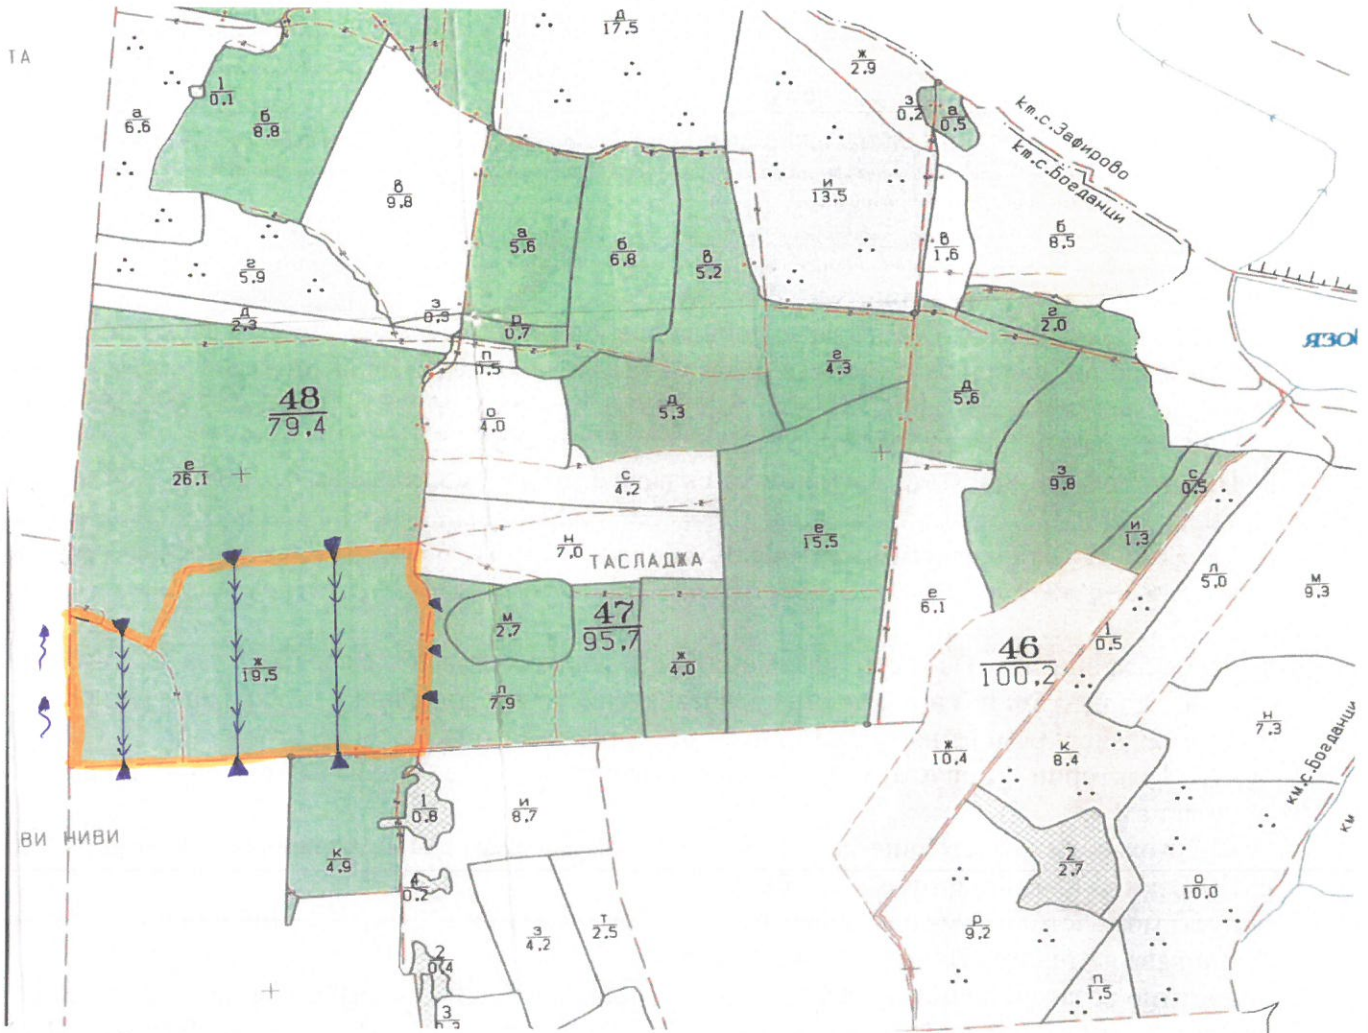 ТА
д
17,5
ж
2,9
1
0,1
а
6,6
б
8,8
з
0,2
а
0,5
км.с.Зафирово
км.с.Богданци
в
9,8
и
13,5
а
5,6
б
6,8
в
5,2
в
1,6
б
8,5
г
5,9
д
2,3
з
0,3
р
0,7
г
2,0
п
0,5
г
4,3
48
79,4
о
4,0
д
5,3
д
5,6
е
26,1
с
4,2
з
9,8
с
0,5
е
15,5
и
1,3
н
7,0
ТАСЛАДЖА
л
5,0
м
9,3
е
6,1
м
2,7
47
95,7
46
100,2
1
0,5
ж
19,5
ж
4,0
л
7,9
н
7,3
ж
10,4
к
8,4
км.с.Богданци
км
1
0,8
и
8,7
ВИ НИВИ
к
4,9
2
2,7
4
0,2
о
10,0
з
4,2
т
2,5
р
9,2
2
0,4
п
1,5
3